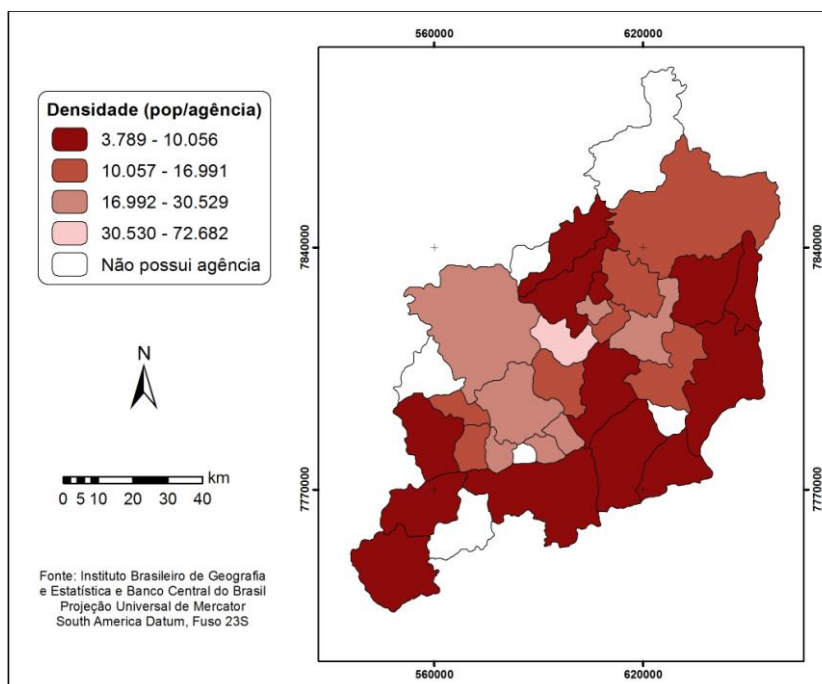 560000
620000
Densidade (pop/agência)
3.789 - 10.056
10.057 - 16.991
16.992 - 30.529
30.530 - 72.682
Não possui agência
7840000
7840000
N
km
0 5 10 20 30 40
7770000
7770000
Fonte: Instituto Brasileiro de Geografia
e Estatística e Banco Central do Brasil
Projeção Universal de Mercator
South America Datum, Fuso 23S
560000
620000